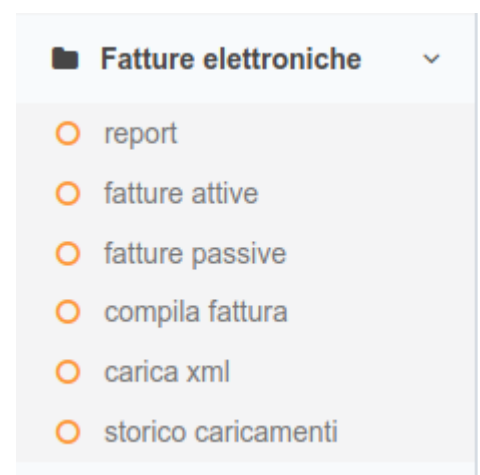 Fatture elettroniche
report
fatture attive
fatture passive
compila fattura
carica xml
storico caricamenti